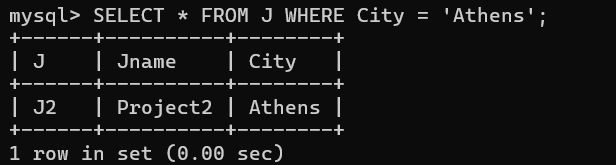 mysql> SELECT * FROM J WHERE City = 'Athens';
+------+----------+--------+
| J    | Jname    | City   |
+------+----------+--------+
| J2   | Project2 | Athens |
+------+----------+--------+
1 row in set (0.00 sec)